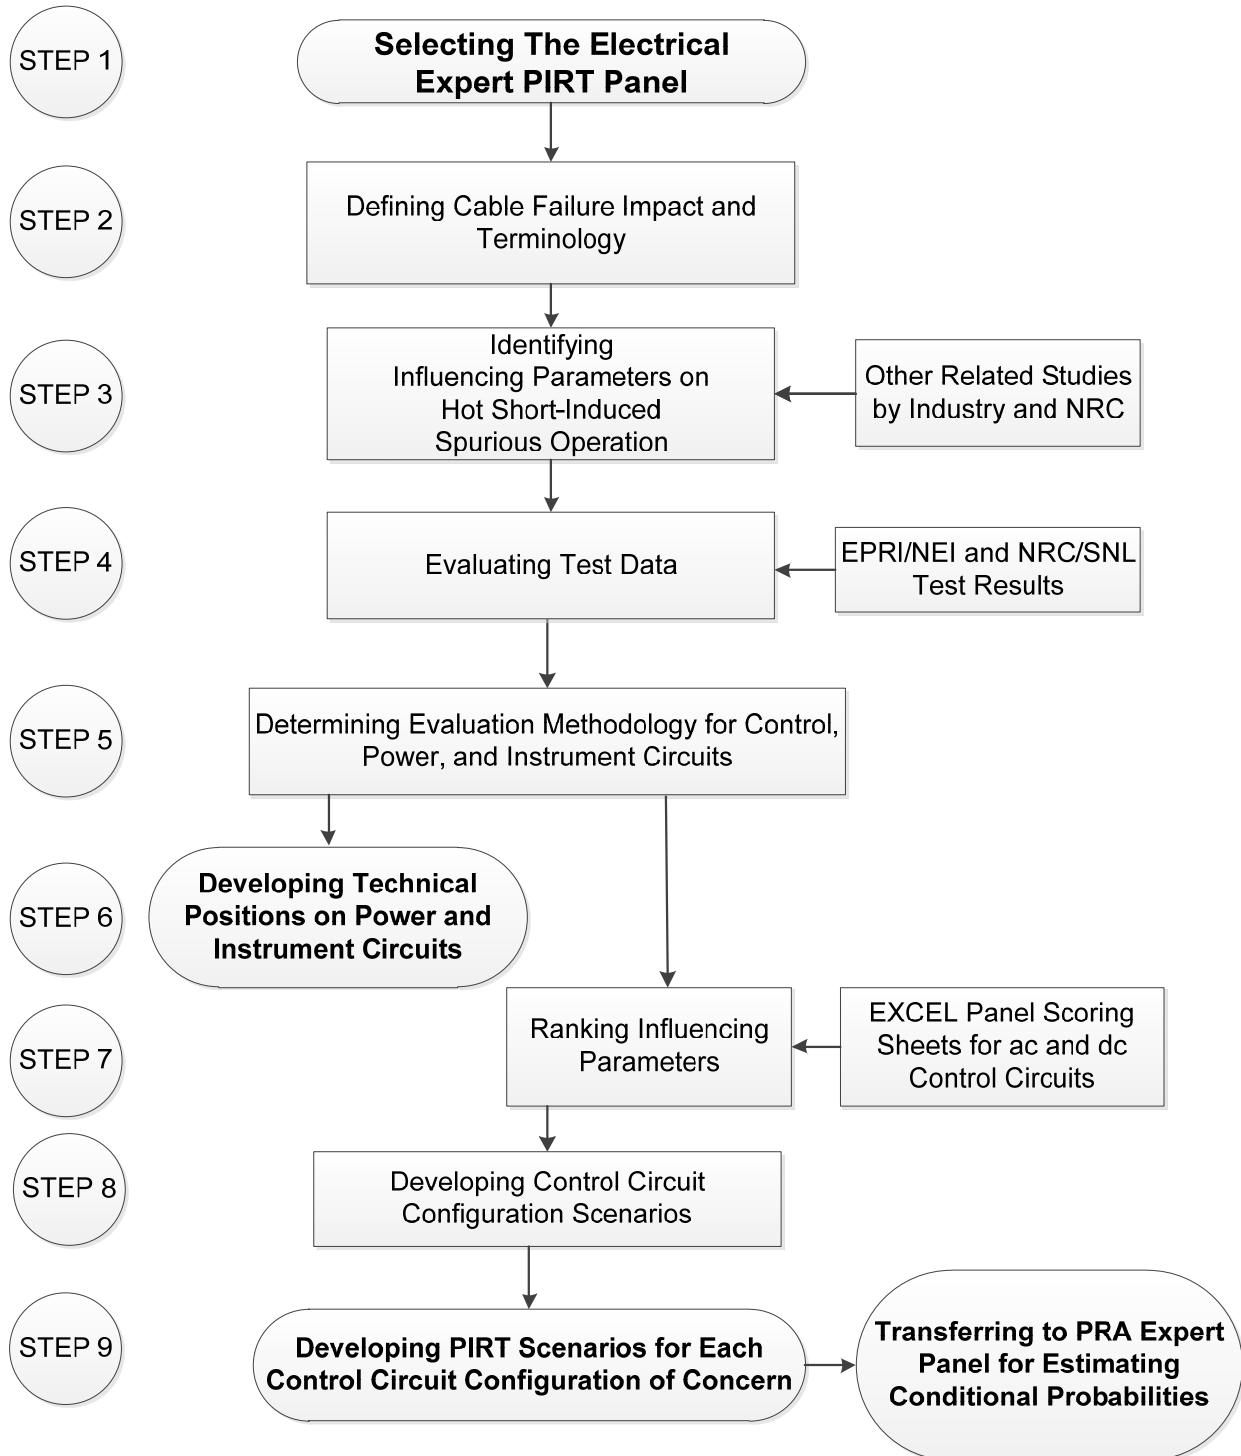 STEP 1
Selecting The Electrical
Expert PIRT Panel
STEP 2
Defining Cable Failure Impact and
Terminology
STEP 3
Identifying
Influencing Parameters on
Hot Short-Induced
Spurious Operation
Other Related Studies
by Industry and NRC
STEP 4
Evaluating Test Data
EPRI/NEI and NRC/SNL
Test Results
STEP 5
Determining Evaluation Methodology for Control,
Power, and Instrument Circuits
STEP 6
Developing Technical
Positions on Power and
Instrument Circuits
STEP 7
Ranking Influencing
Parameters
EXCEL Panel Scoring
Sheets for ac and dc
Control Circuits
STEP 8
Developing Control Circuit
Configuration Scenarios
STEP 9
Developing PIRT Scenarios for Each
Control Circuit Configuration of Concern
Transferring to PRA Expert
Panel for Estimating
Conditional Probabilities